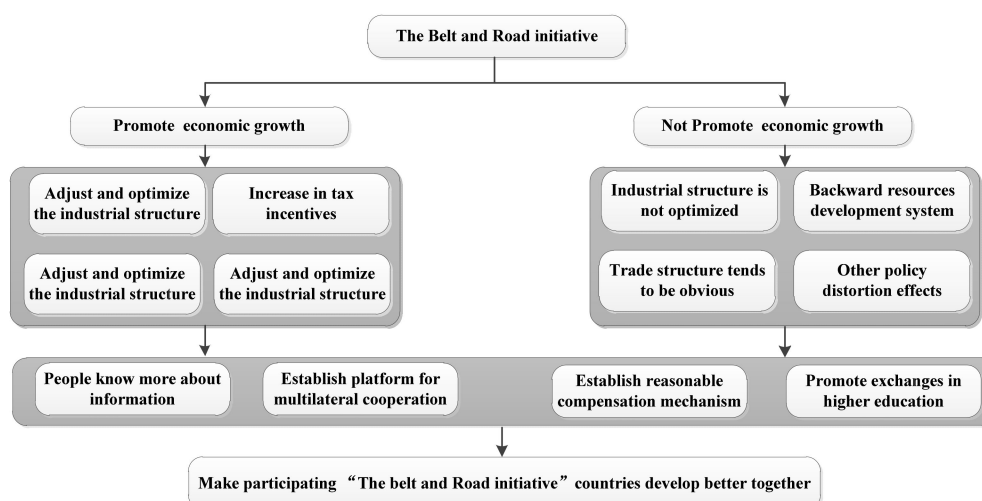 The Belt and Road initiative
Promote economic growth
Not Promote economic growth
Adjust and optimize
the industrial structure
Increase in tax
incentives
Adjust and optimize
the industrial structure
Adjust and optimize
the industrial structure
Industrial structure is
not optimized
Backward resources
development system
Trade structure tends
to be obvious
Other policy
distortion effects
People know more about
information
Establish platform for
multilateral cooperation
Establish reasonable
compensation mechanism
Promote exchanges in
higher education
Make participating “The belt and Road initiative” countries develop better together